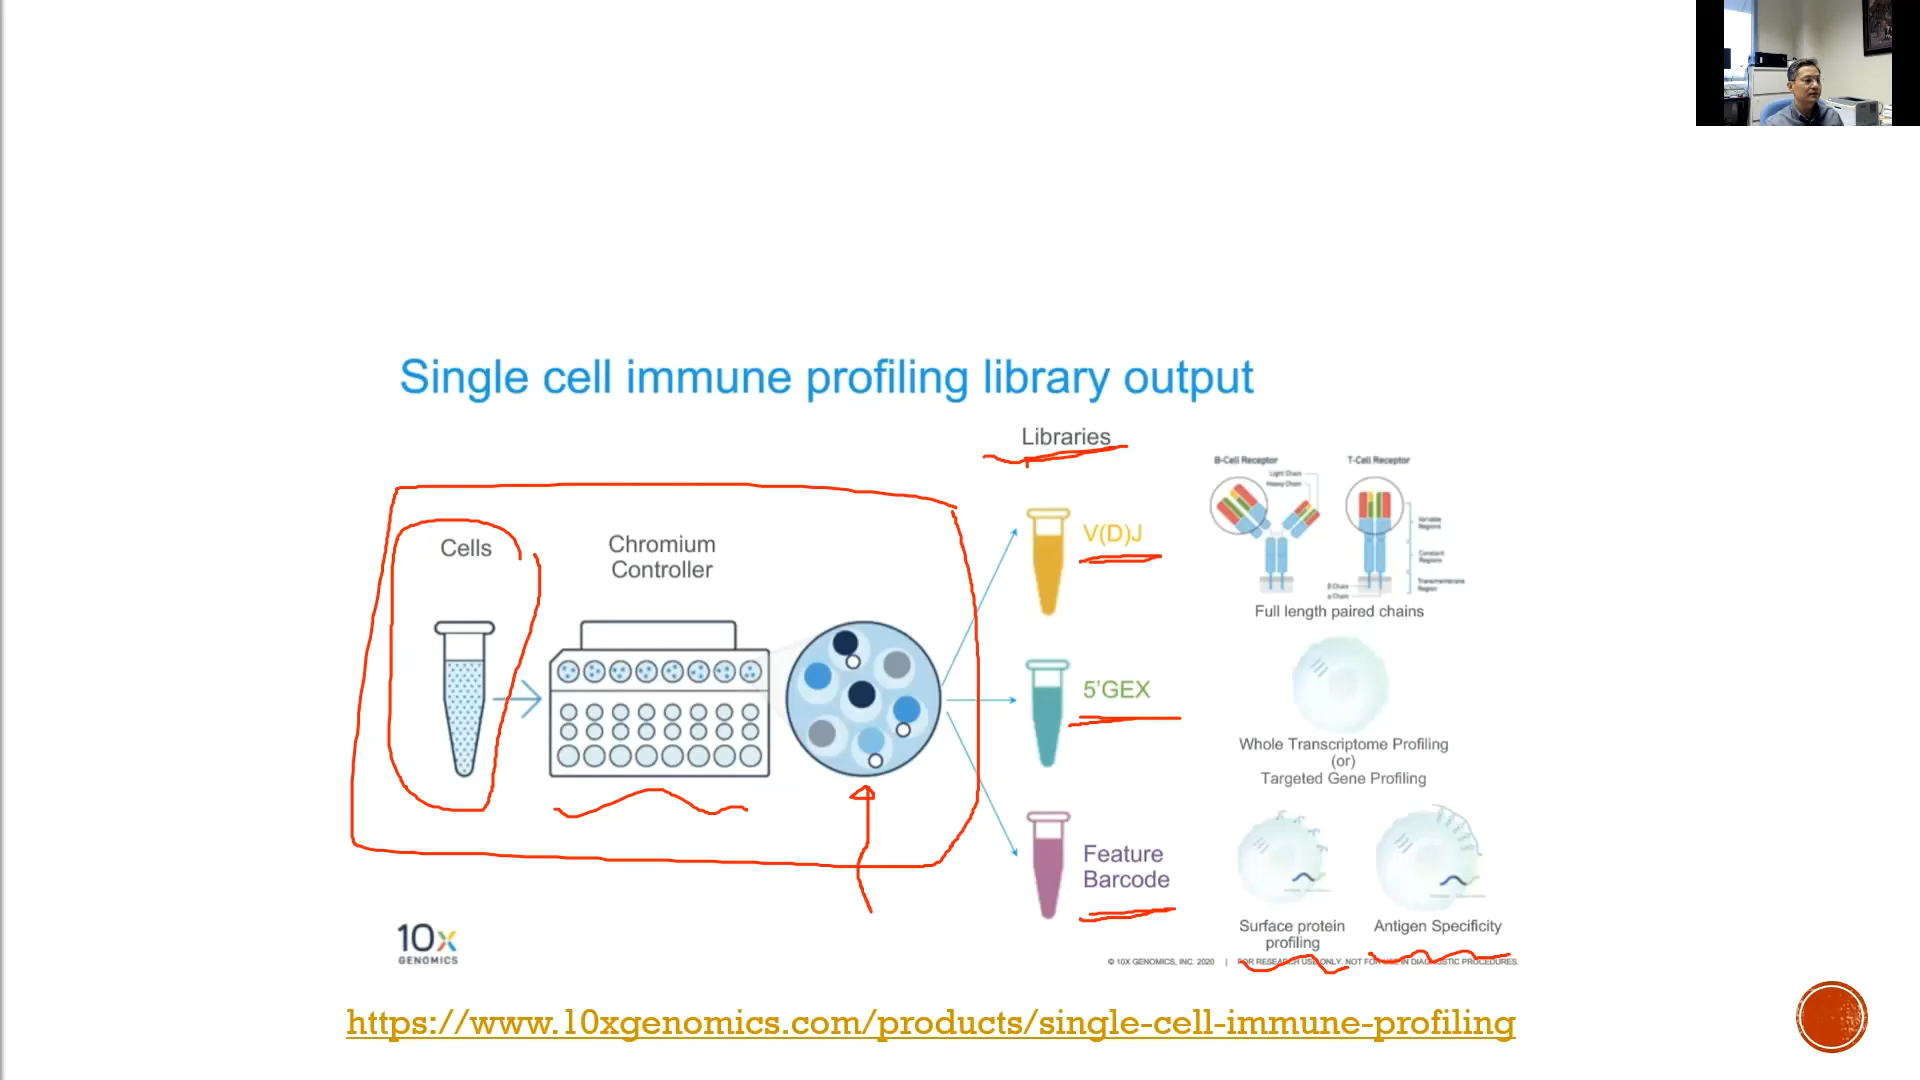 Single cell immune profiling library output
Libraries
Cells
Chromium
Controller
V(D)J
5'GEX
Feature
Barcode
B-Cell Receptor
T-Cell Receptor
Light Chain
Heavy Chain
Variable
Regions
Constant
Regions
Transmembrane
Region
β Chain
α Chain
Full length paired chains
Whole Transcriptome Profiling
(or)
Targeted Gene Profiling
Surface protein
profiling
Antigen Specificity
10x
GENOMICS
© 10X GENOMICS, INC. 2020 | FOR RESEARCH USE ONLY. NOT FOR USE IN DIAGNOSTIC PROCEDURES.
https://www.10xgenomics.com/products/single-cell-immune-profiling